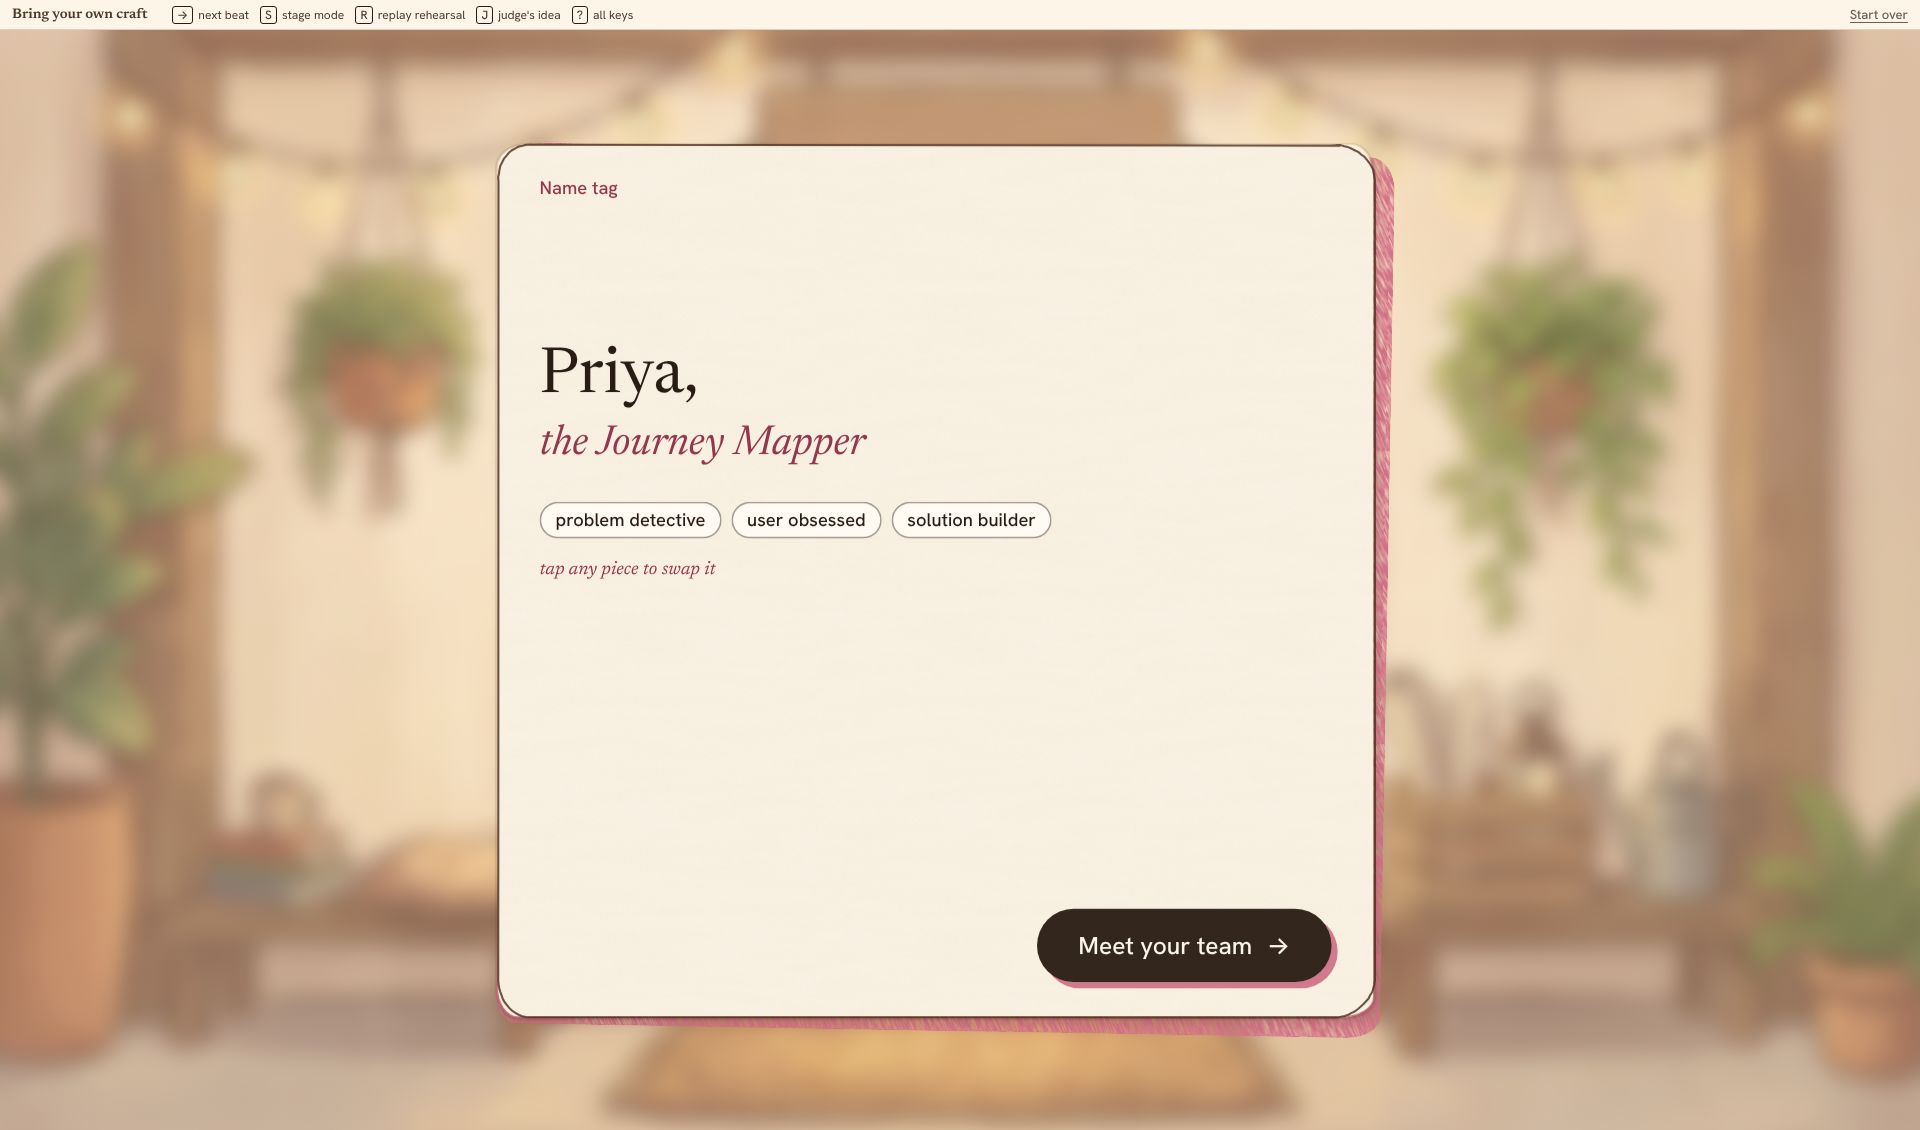 Bring your own craft → next beat S stage mode R replay rehearsal J judge's idea ? all keys Start over
Name tag
Priya,
the Journey Mapper
problem detective user obsessed solution builder
tap any piece to swap it
Meet your team →